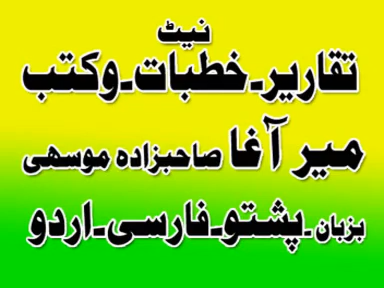 نیٹ
تقاریر۔خطبات۔وکتب
میر آغا صاحبزادہ موسھی
بزبان۔پشتو۔فارسی۔اردو